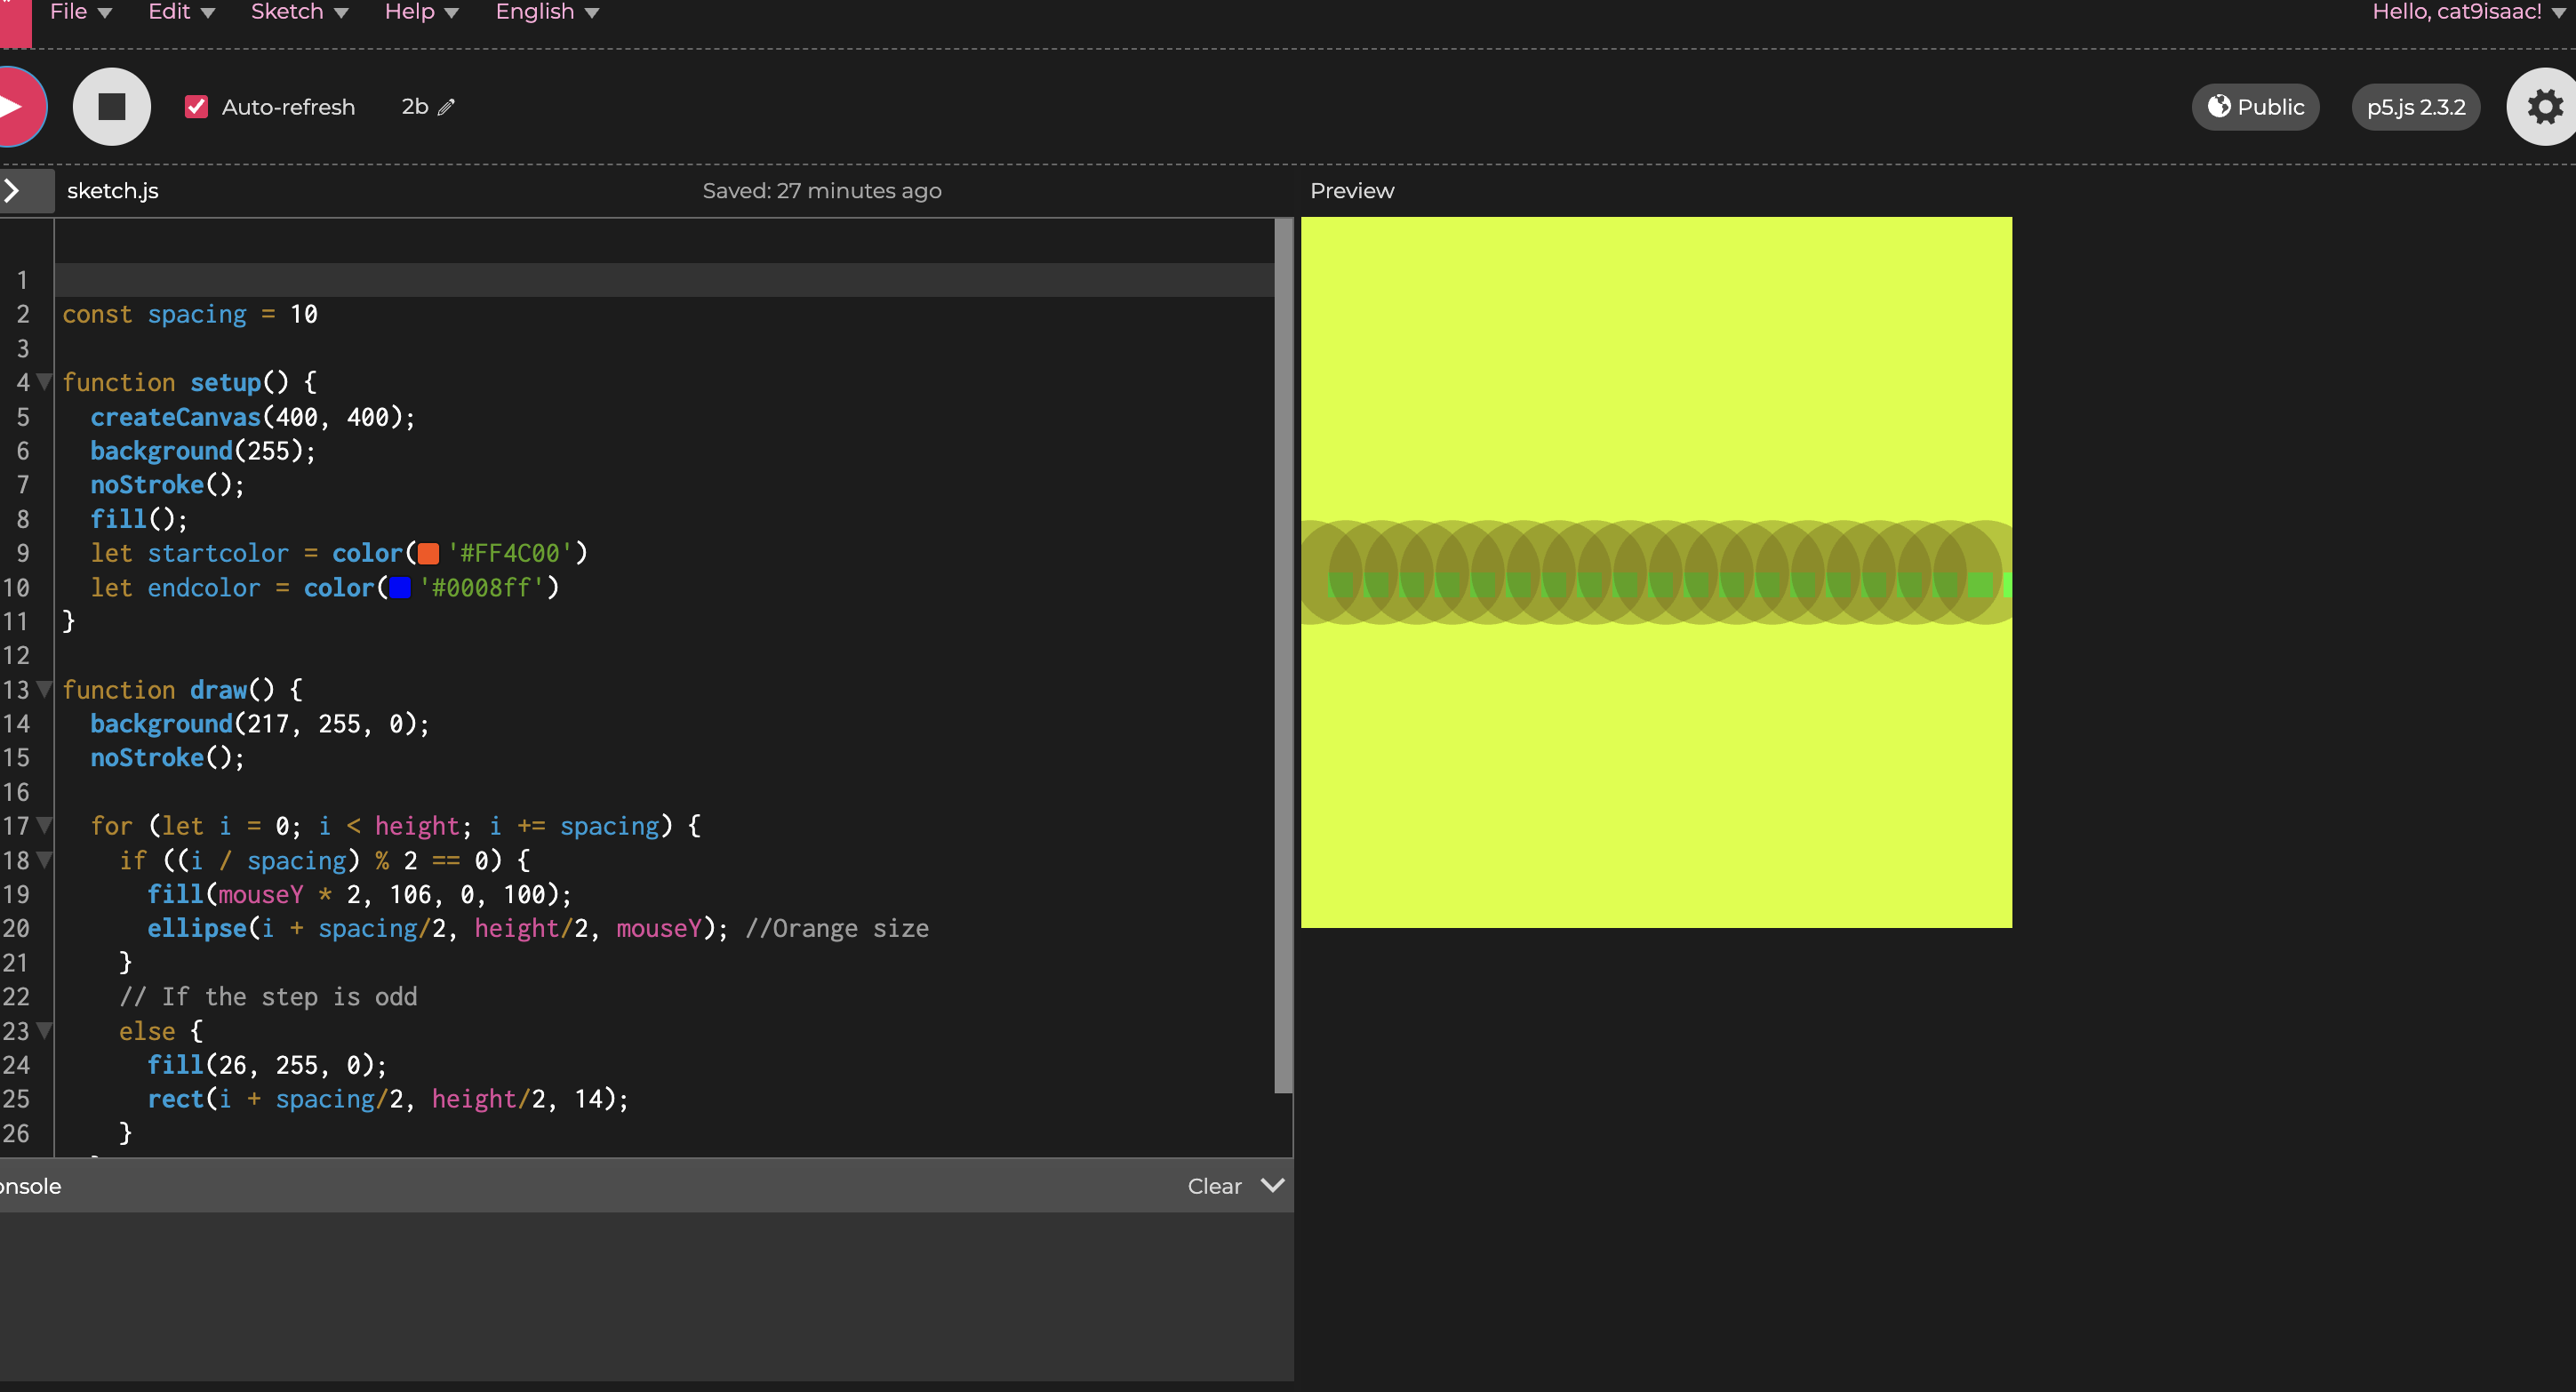 File Edit Sketch Help English Hello, cat9isaac!
Auto-refresh 2b Public p5.js 2.3.2
sketch.js Saved: 27 minutes ago Preview
1
2 const spacing = 10
3
4 function setup() {
5 createCanvas(400, 400);
6 background(255);
7 noStroke();
8 fill();
9 let startcolor = color('#FF4C00')
10 let endcolor = color('#0008ff')
11 }
12
13 function draw() {
14 background(217, 255, 0);
15 noStroke();
16
17 for (let i = 0; i < height; i += spacing) {
18 if ((i / spacing) % 2 == 0) {
19 fill(mouseY * 2, 106, 0, 100);
20 ellipse(i + spacing/2, height/2, mouseY); //Orange size
21 }
22 // If the step is odd
23 else {
24 fill(26, 255, 0);
25 rect(i + spacing/2, height/2, 14);
26 }
onsole Clear